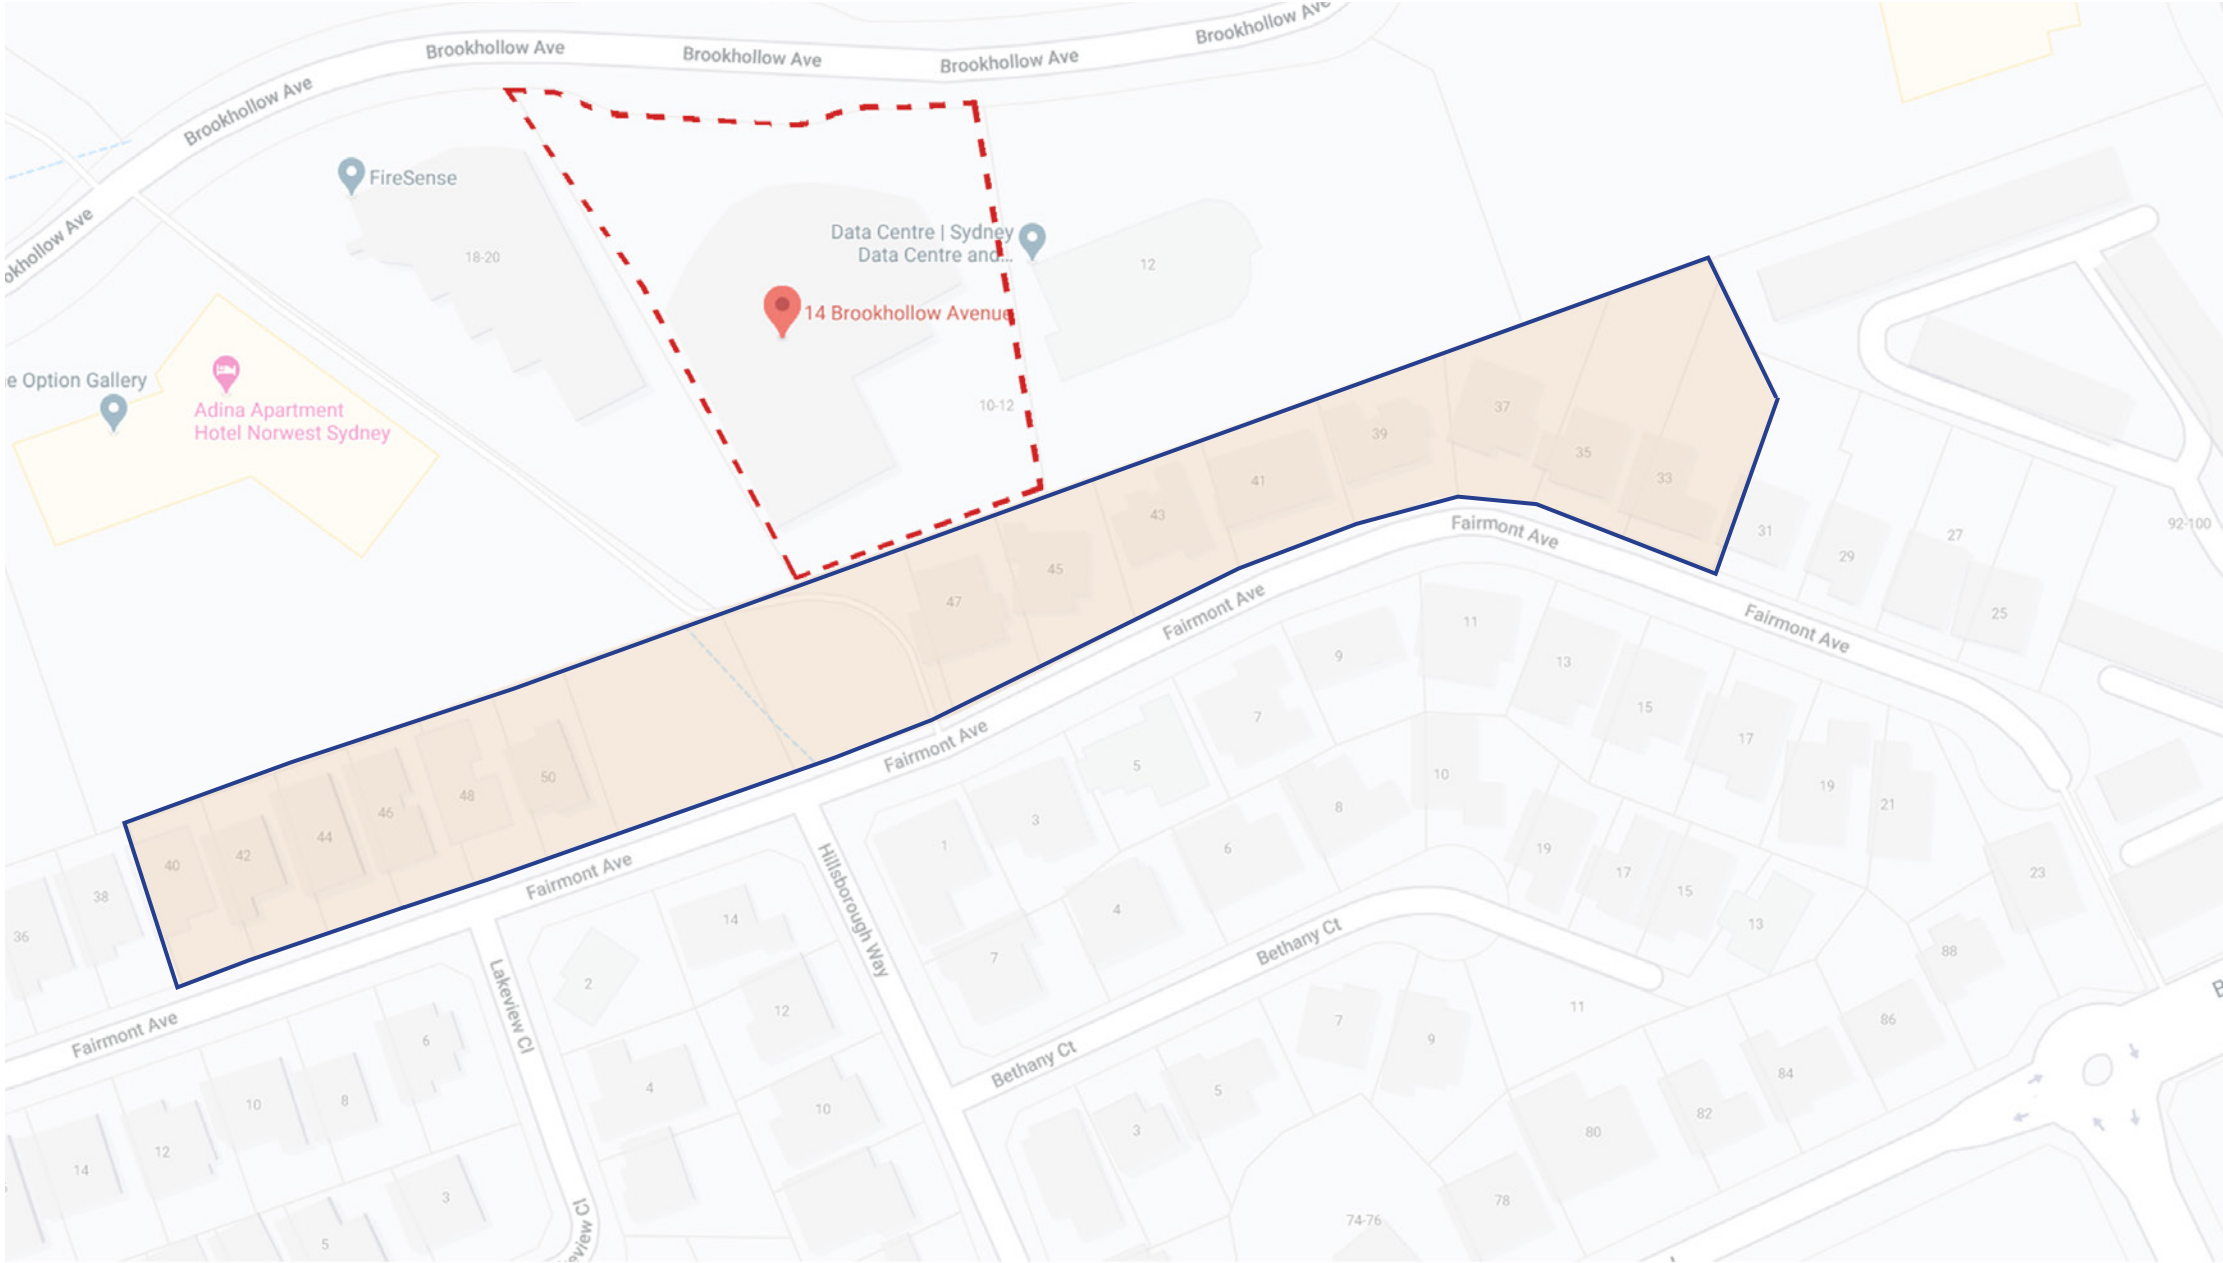 Brookhollow Ave
Brookhollow Ave
Brookhollow Ave
Brookhollow Ave
Brookhollow Ave
okhollow Ave
FireSense
18-20
Data Centre | Sydney
Data Centre and...
12
14 Brookhollow Avenue
10-12
e Option Gallery
Adina Apartment
Hotel Norwest Sydney
37
39
35
33
41
43
45
47
31
29
27
25
92-100
Fairmont Ave
Fairmont Ave
Fairmont Ave
Fairmont Ave
Fairmont Ave
Fairmont Ave
50
48
46
44
42
40
38
36
11
9
13
7
15
5
17
3
19
1
21
10
8
6
4
7
19
17
15
13
23
88
86
84
82
80
78
74-76
11
9
7
5
3
Hillsborough Way
Bethany Ct
Bethany Ct
Lakeview Cl
eview Cl
14
2
12
4
10
6
8
10
12
14
3
5
B